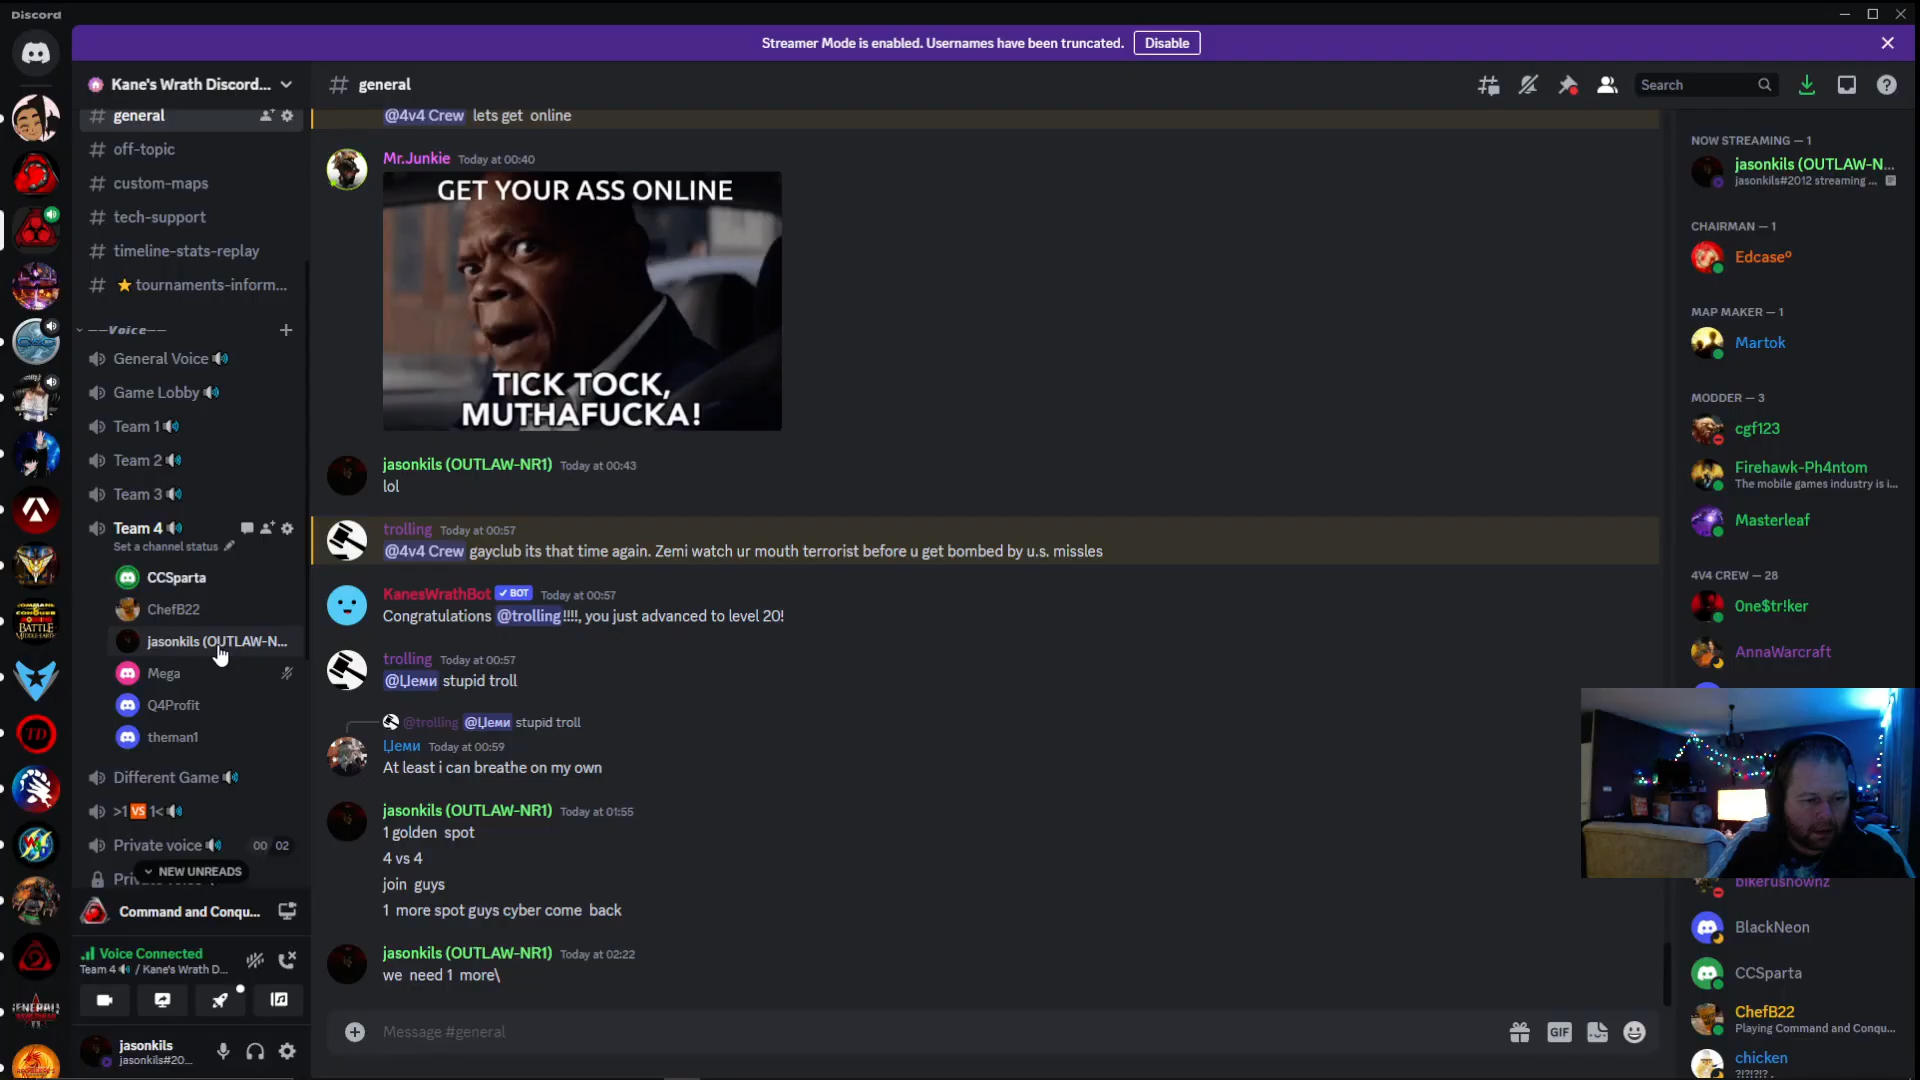 Discord
Streamer Mode is enabled. Usernames have been truncated.
Disable
Kane's Wrath Discord...
general
off-topic
custom-maps
tech-support
timeline-stats-replay
tournaments-inform...
——Voice——
General Voice
Game Lobby
Team 1
Team 2
Team 3
Team 4
Set a channel status
CCSparta
ChefB22
jasonkils (OUTLAW-N...
Mega
Q4Profit
theman1
Different Game
>1 VS 1<
Private voice 00 02
NEW UNREADS
Command and Conqu...
Voice Connected
Team 4 / Kane's Wrath D...
jasonkils
jasonkils#20...
# general
Search
@4v4 Crew lets get online
Mr.Junkie Today at 00:40
GET YOUR ASS ONLINE
TICK TOCK,
MUTHAFUCKA!
jasonkils (OUTLAW-NR1) Today at 00:43
lol
trolling Today at 00:57
@4v4 Crew gayclub its that time again. Zemi watch ur mouth terrorist before u get bombed by u.s. missles
KanesWrathBot ✓ BOT Today at 00:57
Congratulations @trolling!!!!, you just advanced to level 20!
trolling Today at 00:57
@Џеми stupid troll
@trolling @Џеми stupid troll
Џеми Today at 00:59
At least i can breathe on my own
jasonkils (OUTLAW-NR1) Today at 01:55
1 golden spot
4 vs 4
join guys
1 more spot guys cyber come back
jasonkils (OUTLAW-NR1) Today at 02:22
we need 1 more\
Message #general
GIF
NOW STREAMING — 1
jasonkils (OUTLAW-N...
jasonkils#2012 streaming ...
CHAIRMAN — 1
Edcaseº
MAP MAKER — 1
Martok
MODDER — 3
cgf123
Firehawk-Ph4ntom
The mobile games industry is i...
Masterleaf
4V4 CREW — 28
One$tr!ker
AnnaWarcraft
bikerushownz
BlackNeon
CCSparta
ChefB22
Playing Command and Conqu...
chicken
?!?!?!? .